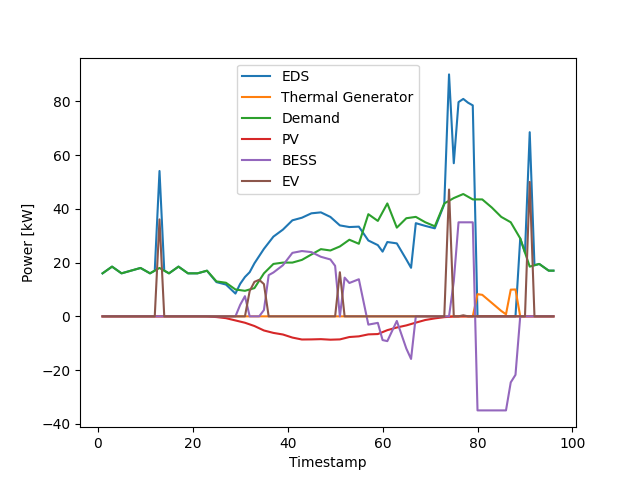 EDS
Thermal Generator
Demand
PV
BESS
EV
Power [kW]
80
60
40
20
0
−20
−40
0 20 40 60 80 100
Timestamp